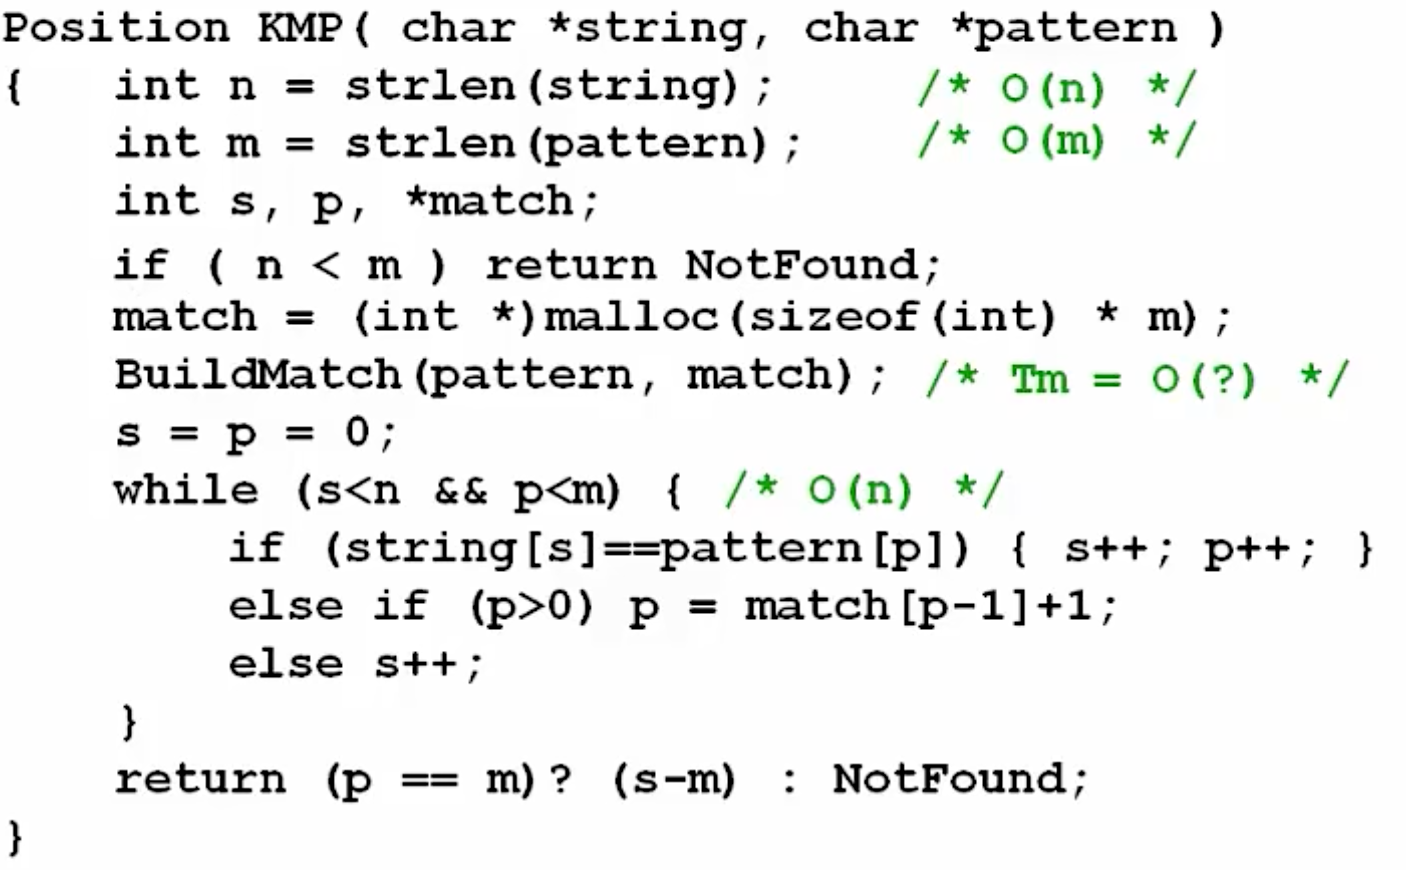 Position KMP( char *string, char *pattern )
{    int n = strlen(string);     /* O(n) */
     int m = strlen(pattern);    /* O(m) */
     int s, p, *match;
     if ( n < m ) return NotFound;
     match = (int *)malloc(sizeof(int) * m);
     BuildMatch(pattern, match); /* Tm = O(?) */
     s = p = 0;
     while (s<n && p<m) { /* O(n) */
         if (string[s]==pattern[p]) { s++; p++; }
         else if (p>0) p = match[p-1]+1;
         else s++;
     }
     return (p == m)? (s-m) : NotFound;
}